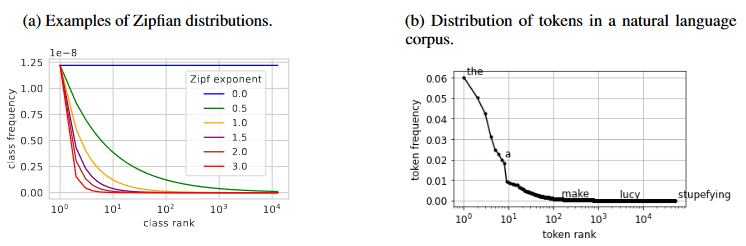 (a) Examples of Zipfian distributions.
1e−8
1.25
1.00
0.75
0.50
0.25
0.00
class frequency
Zipf exponent
0.0
0.5
1.0
1.5
2.0
3.0
10⁰ 10¹ 10² 10³ 10⁴
class rank
(b) Distribution of tokens in a natural language
corpus.
0.06
0.05
0.04
0.03
0.02
0.01
0.00
token frequency
the
a
make
lucy
stupefying
10⁰ 10¹ 10² 10³ 10⁴
token rank